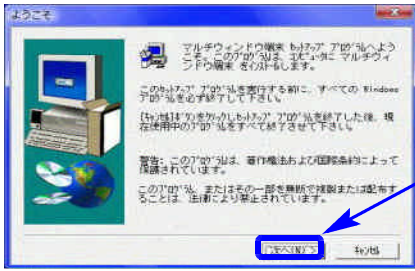 ようこそ
マルチウィンドウ端末 ｾｯﾄｱｯﾌﾟ ﾌﾟﾛｸﾞﾗﾑへよう
こそ。このﾌﾟﾛｸﾞﾗﾑは、ｺﾝﾋﾟｭｰﾀに マルチウィ
ンドウ端末 をｲﾝｽﾄｰﾙします。
このｾｯﾄｱｯﾌﾟ ﾌﾟﾛｸﾞﾗﾑを実行する前に、すべての Windows
ﾌﾟﾛｸﾞﾗﾑを必ず終了して下さい。
[ｷｬﾝｾﾙ]ﾎﾞﾀﾝをｸﾘｯｸしｾｯﾄｱｯﾌﾟ ﾌﾟﾛｸﾞﾗﾑを終了した後、現
在使用中のﾌﾟﾛｸﾞﾗﾑをすべて終了させて下さい。
警告: このﾌﾟﾛｸﾞﾗﾑは、著作権法および国際条約によって
保護されています。
このﾌﾟﾛｸﾞﾗﾑ、またはその一部を無断で複製または配布す
ることは、法律により禁止されています。
次へ(N) >
ｷｬﾝｾﾙ